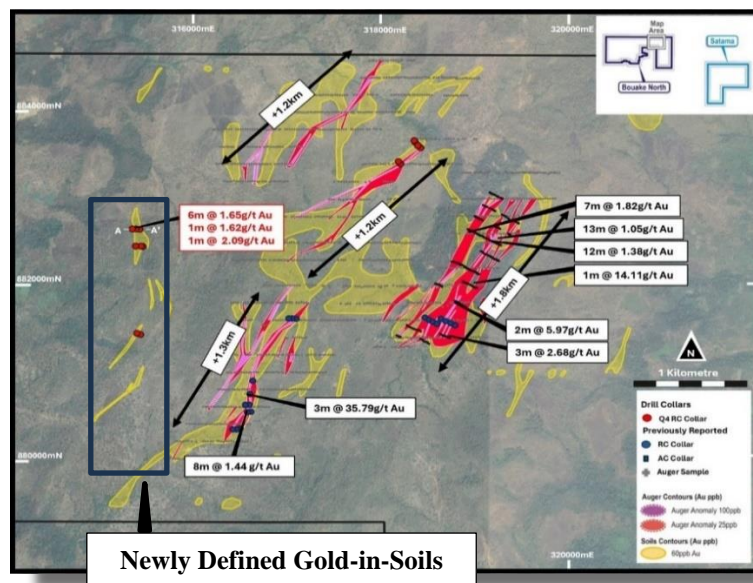 316000mE
318000mE
320000mE
Map
Area
Bouake North
Satama
884000mN
+1.2km
6m @ 1.65g/t Au
1m @ 1.62g/t Au
1m @ 2.09g/t Au
A
A'
+1.2km
7m @ 1.82g/t Au
13m @ 1.05g/t Au
12m @ 1.38g/t Au
1m @ 14.11g/t Au
882000mN
+1.8km
2m @ 5.97g/t Au
3m @ 2.68g/t Au
+1.3km
N
1 Kilometre
3m @ 35.79g/t Au
8m @ 1.44 g/t Au
880000mN
Drill Collars
Q4 RC Collar
Previously Reported
RC Collar
AC Collar
Auger Sample
Auger Contours (Au ppb)
Auger Anomaly 100ppb
Auger Anomaly 25ppb
Soils Contours (Au ppb)
60ppb Au
320000mE
Newly Defined Gold-in-Soils